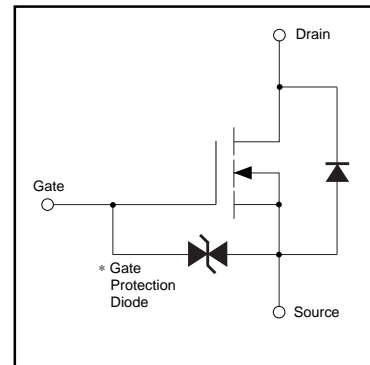 Drain
Gate
* Gate
Protection
Diode
Source